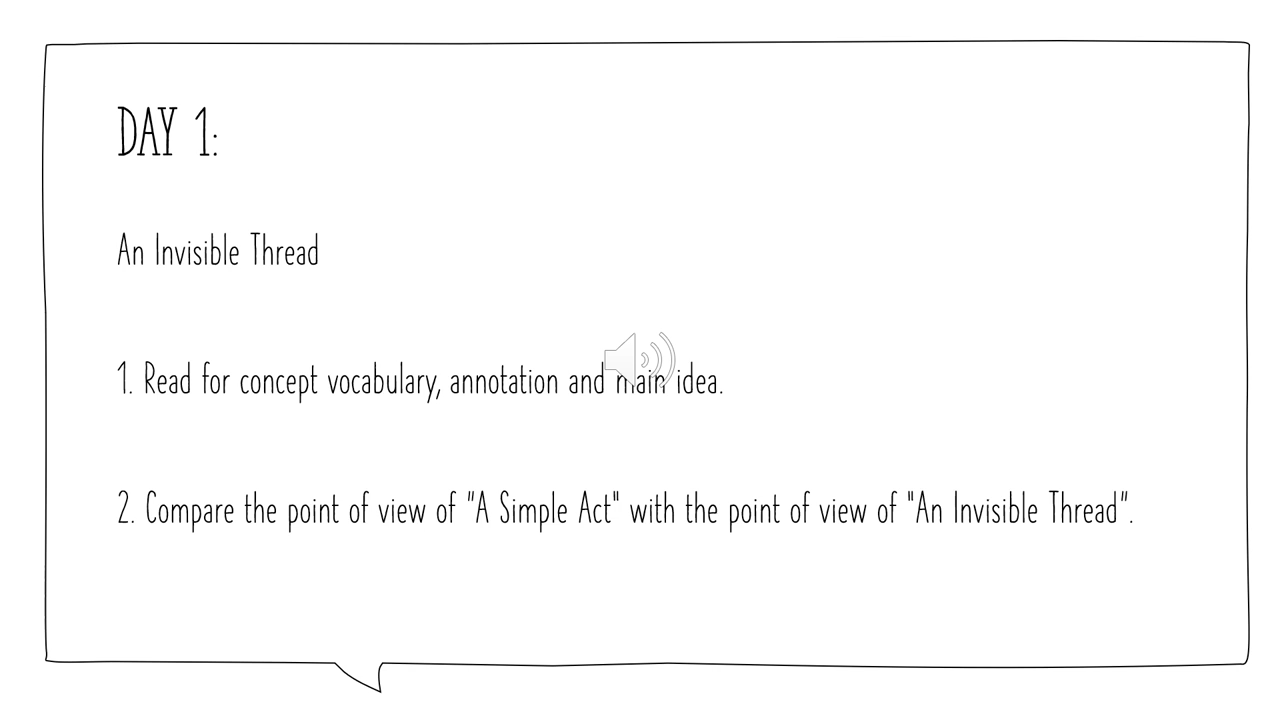 DAY 1:
An Invisible Thread
1. Read for concept vocabulary, annotation and main idea.
2. Compare the point of view of "A Simple Act" with the point of view of "An Invisible Thread".